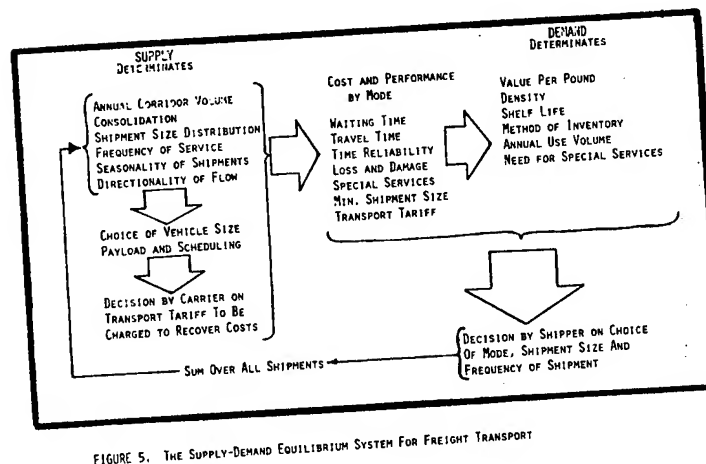 SUPPLY
DETERMINATES
ANNUAL CORRIDOR VOLUME
CONSOLIDATION
SHIPMENT SIZE DISTRIBUTION
FREQUENCY OF SERVICE
SEASONALITY OF SHIPMENTS
DIRECTIONALITY OF FLOW
CHOICE OF VEHICLE SIZE
PAYLOAD AND SCHEDULING
DECISION BY CARRIER ON
TRANSPORT TARIFF TO BE
CHARGED TO RECOVER COSTS
COST AND PERFORMANCE
BY MODE
WAITING TIME
TRAVEL TIME
TIME RELIABILITY
LOSS AND DAMAGE
SPECIAL SERVICES
MIN. SHIPMENT SIZE
TRANSPORT TARIFF
DEMAND
DETERMINATES
VALUE PER POUND
DENSITY
SHELF LIFE
METHOD OF INVENTORY
ANNUAL USE VOLUME
NEED FOR SPECIAL SERVICES
DECISION BY SHIPPER ON CHOICE
OF MODE, SHIPMENT SIZE AND
FREQUENCY OF SHIPMENT
SUM OVER ALL SHIPMENTS
FIGURE 5. THE SUPPLY-DEMAND EQUILIBRIUM SYSTEM FOR FREIGHT TRANSPORT